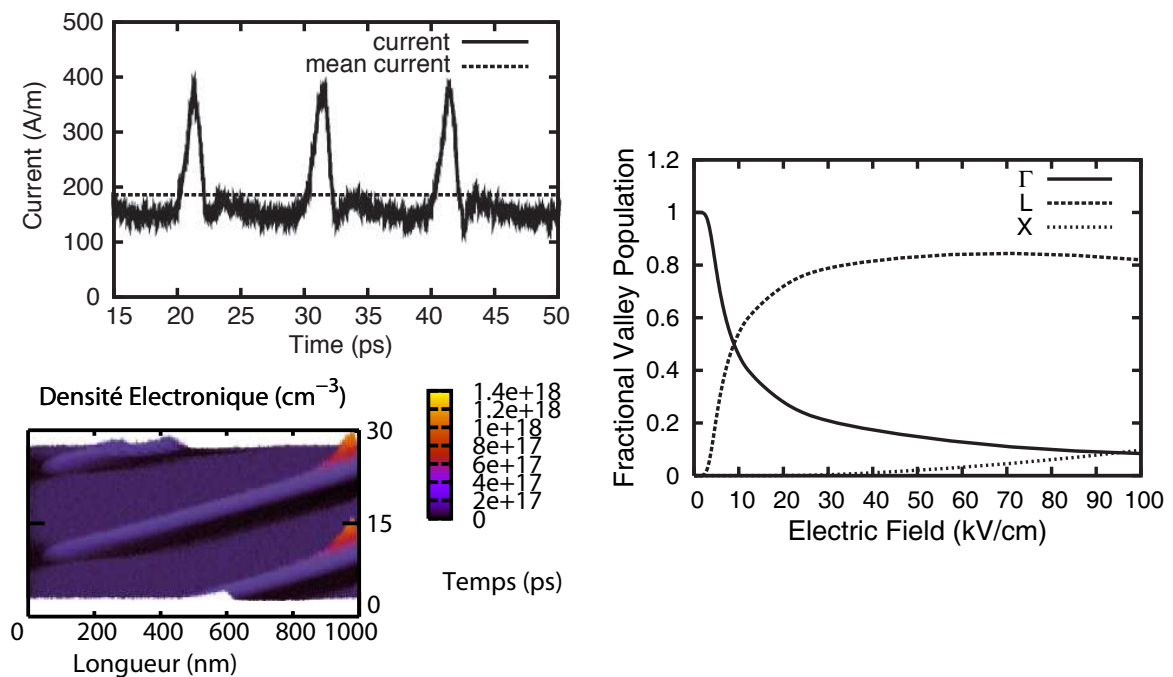 500
400
300
200
100
0
Current (A/m)
current
mean current
15 20 25 30 35 40 45 50
Time (ps)
Densité Electronique (cm⁻³)
30
15
0
0 200 400 600 800 1000
Longueur (nm)
1.4e+18
1.2e+18
1e+18
8e+17
6e+17
4e+17
2e+17
0
Temps (ps)
1.2
1
0.8
0.6
0.4
0.2
0
Fractional Valley Population
Γ
L
X
0 10 20 30 40 50 60 70 80 90 100
Electric Field (kV/cm)